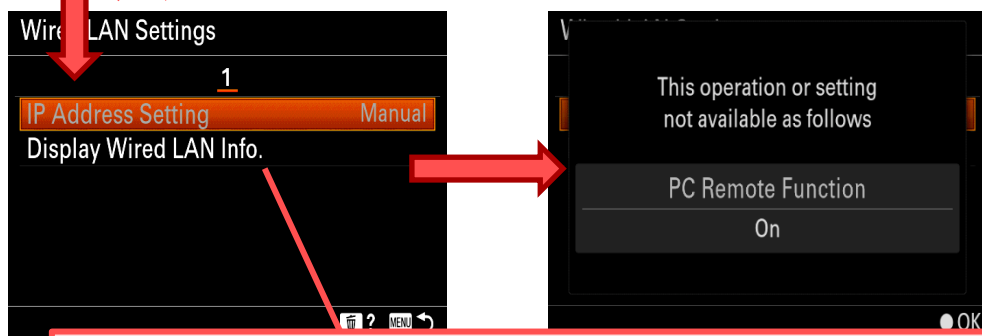 Wire LAN Settings
1
IP Address Setting Manual
Display Wired LAN Info.
?
MENU
This operation or setting
not available as follows
PC Remote Function
On
OK